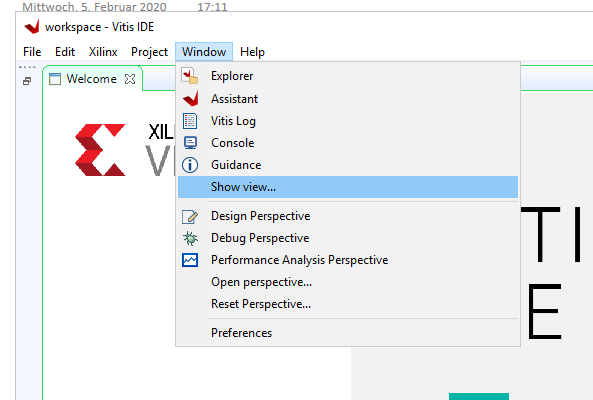 Mittwoch, 5. Februar 2020 17:11
workspace - Vitis IDE
File Edit Xilinx Project Window Help
Welcome
Explorer
Assistant
Vitis Log
Console
Guidance
Show view...
Design Perspective
Debug Perspective
Performance Analysis Perspective
Open perspective...
Reset Perspective...
Preferences
XIL
TI
E